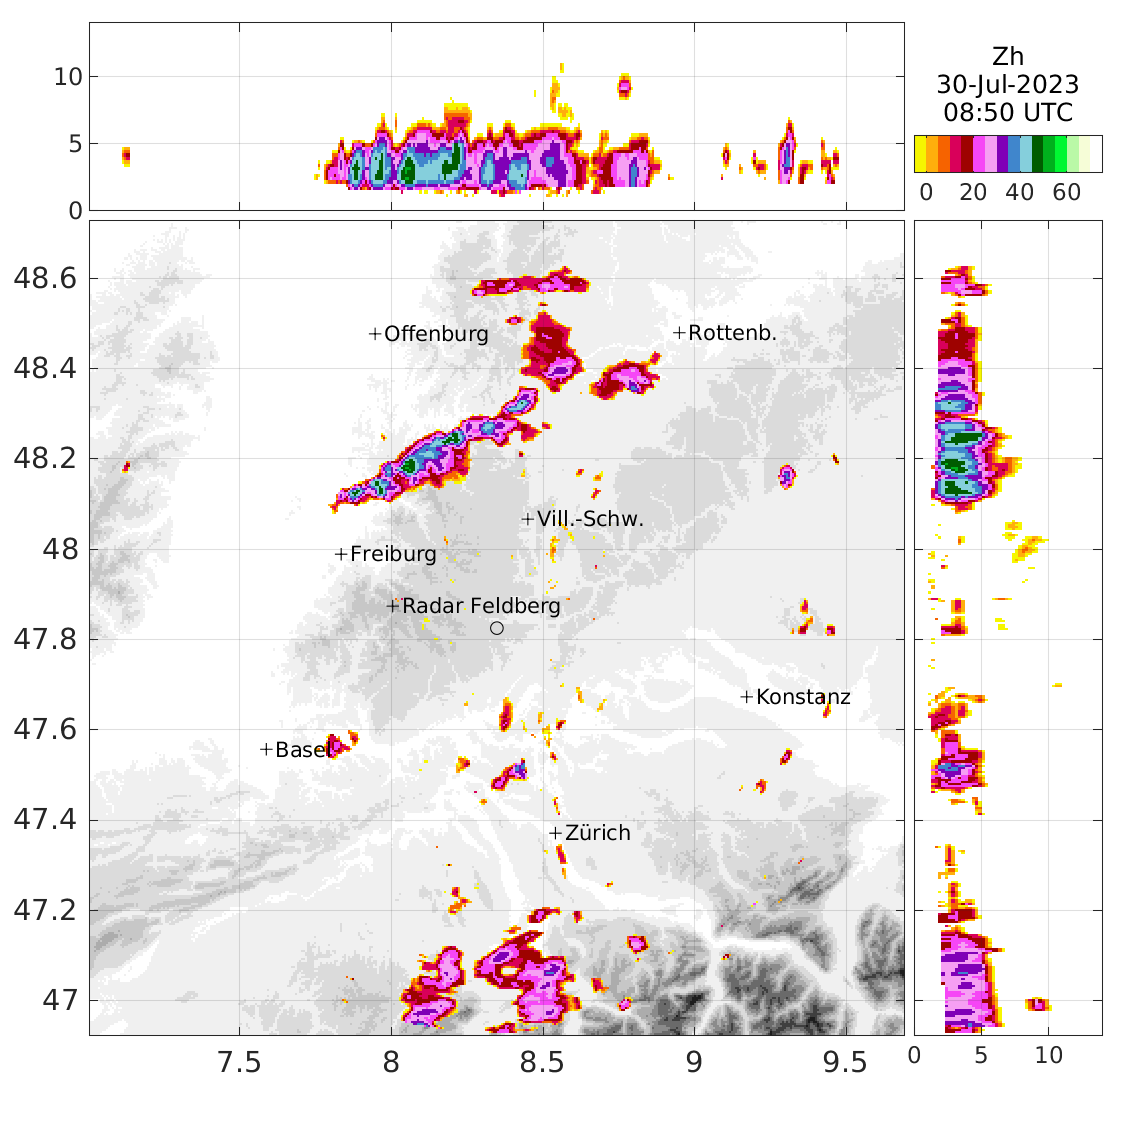 10
5
0
Zh
30-Jul-2023
08:50 UTC
0 20 40 60
48.6
48.4
48.2
48
47.8
47.6
47.4
47.2
47
+Offenburg
+Rottenb.
+Vill.-Schw.
+Freiburg
+Radar Feldberg
+Konstanz
+Basel
+Zürich
7.5 8 8.5 9 9.5
0 5 10